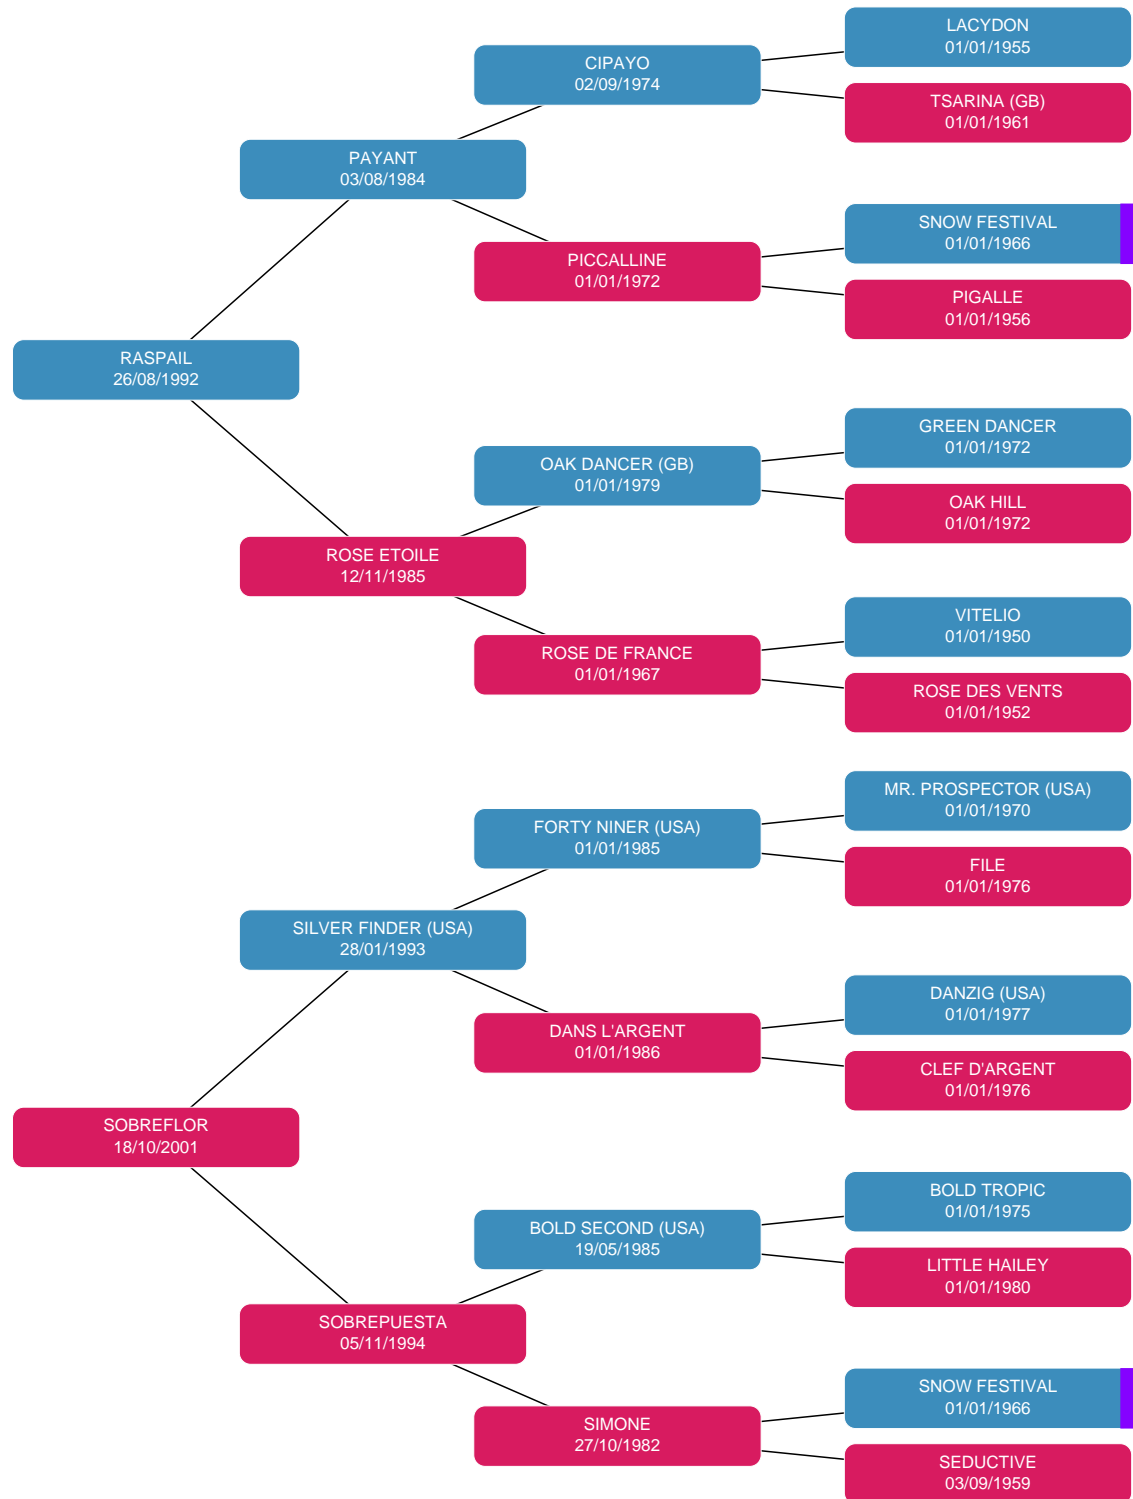 LACYDON
01/01/1955
CIPAYO
02/09/1974
TSARINA (GB)
01/01/1961
PAYANT
03/08/1984
SNOW FESTIVAL
01/01/1966
PICCALLINE
01/01/1972
PIGALLE
01/01/1956
RASPAIL
26/08/1992
GREEN DANCER
01/01/1972
OAK DANCER (GB)
01/01/1979
OAK HILL
01/01/1972
ROSE ETOILE
12/11/1985
VITELIO
01/01/1950
ROSE DE FRANCE
01/01/1967
ROSE DES VENTS
01/01/1952
MR. PROSPECTOR (USA)
01/01/1970
FORTY NINER (USA)
01/01/1985
FILE
01/01/1976
SILVER FINDER (USA)
28/01/1993
DANZIG (USA)
01/01/1977
DANS L'ARGENT
01/01/1986
CLEF D'ARGENT
01/01/1976
SOBREFLOR
18/10/2001
BOLD TROPIC
01/01/1975
BOLD SECOND (USA)
19/05/1985
LITTLE HAILEY
01/01/1980
SOBREPUESTA
05/11/1994
SNOW FESTIVAL
01/01/1966
SIMONE
27/10/1982
SEDUCTIVE
03/09/1959